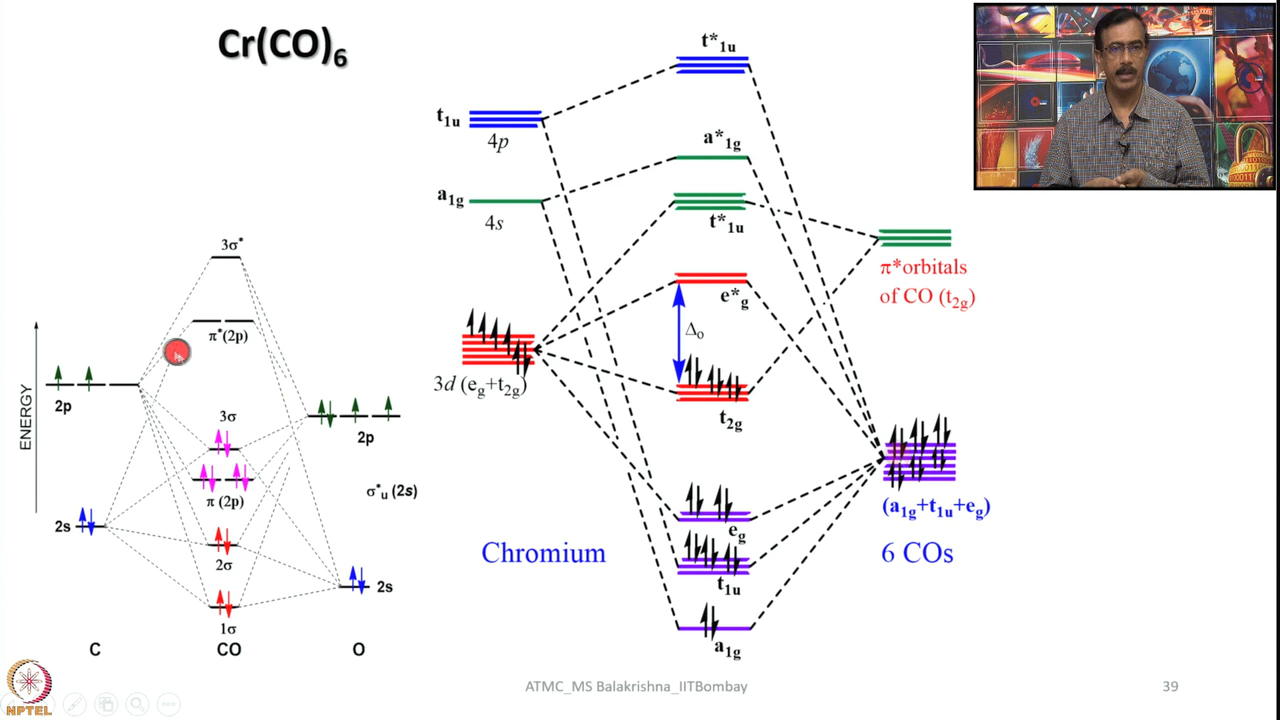 Cr(CO)6
t*1u
t1u
4p
a*1g
a1g
4s
t*1u
π*orbitals
of CO (t2g)
e*g
Δo
3d (eg+t2g)
t2g
(a1g+t1u+eg)
eg
Chromium
6 COs
t1u
a1g
3σ*
π*(2p)
ENERGY
2p
3σ
2p
π (2p)
σ*u (2s)
2s
2σ
2s
1σ
C
CO
O
NPTEL
ATMC_MS Balakrishna_IITBombay
39